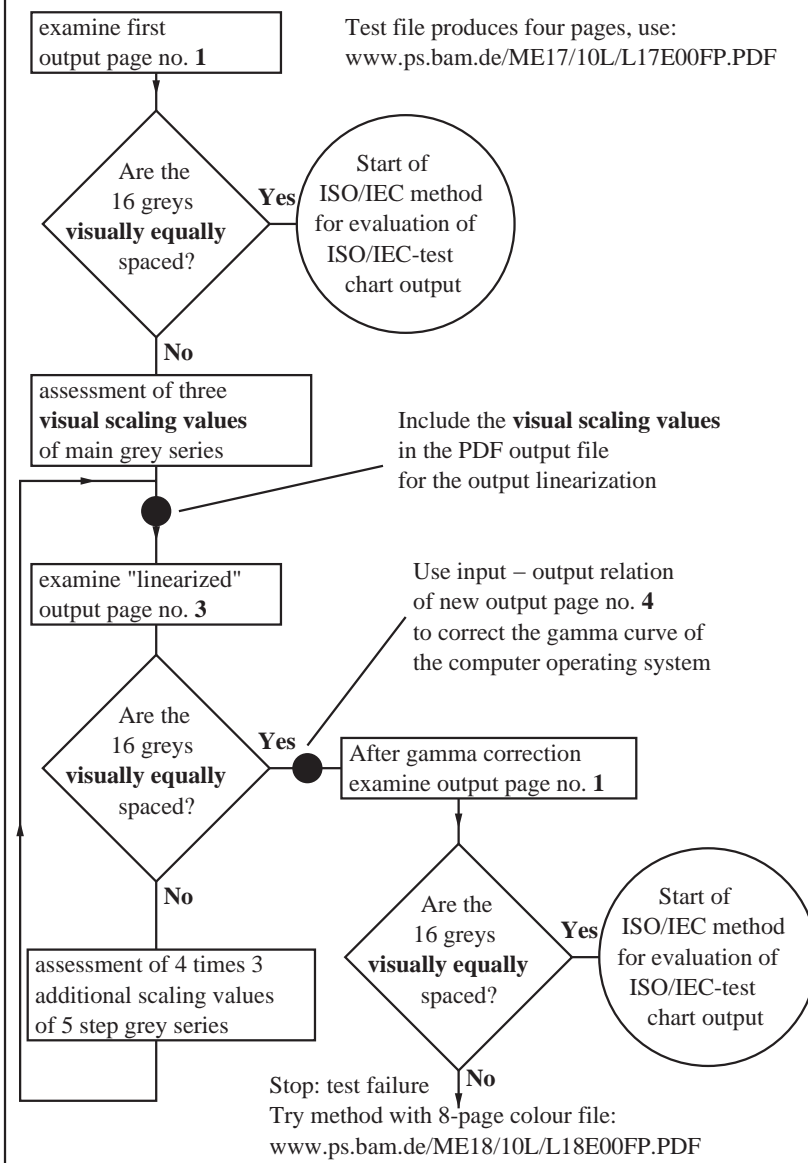 examine first
output page no. 1
Test file produces four pages, use:
www.ps.bam.de/ME17/10L/L17E00FP.PDF
Are the
16 greys
visually equally
spaced?
Yes
Start of
ISO/IEC method
for evaluation of
ISO/IEC-test
chart output
No
assessment of three
visual scaling values
of main grey series
Include the visual scaling values
in the PDF output file
for the output linearization
examine "linearized"
output page no. 3
Use input – output relation
of new output page no. 4
to correct the gamma curve of
the computer operating system
Are the
16 greys
visually equally
spaced?
Yes
After gamma correction
examine output page no. 1
No
assessment of 4 times 3
additional scaling values
of 5 step grey series
Are the
16 greys
visually equally
spaced?
Yes
Start of
ISO/IEC method
for evaluation of
ISO/IEC-test
chart output
No
Stop: test failure
Try method with 8-page colour file:
www.ps.bam.de/ME18/10L/L18E00FP.PDF